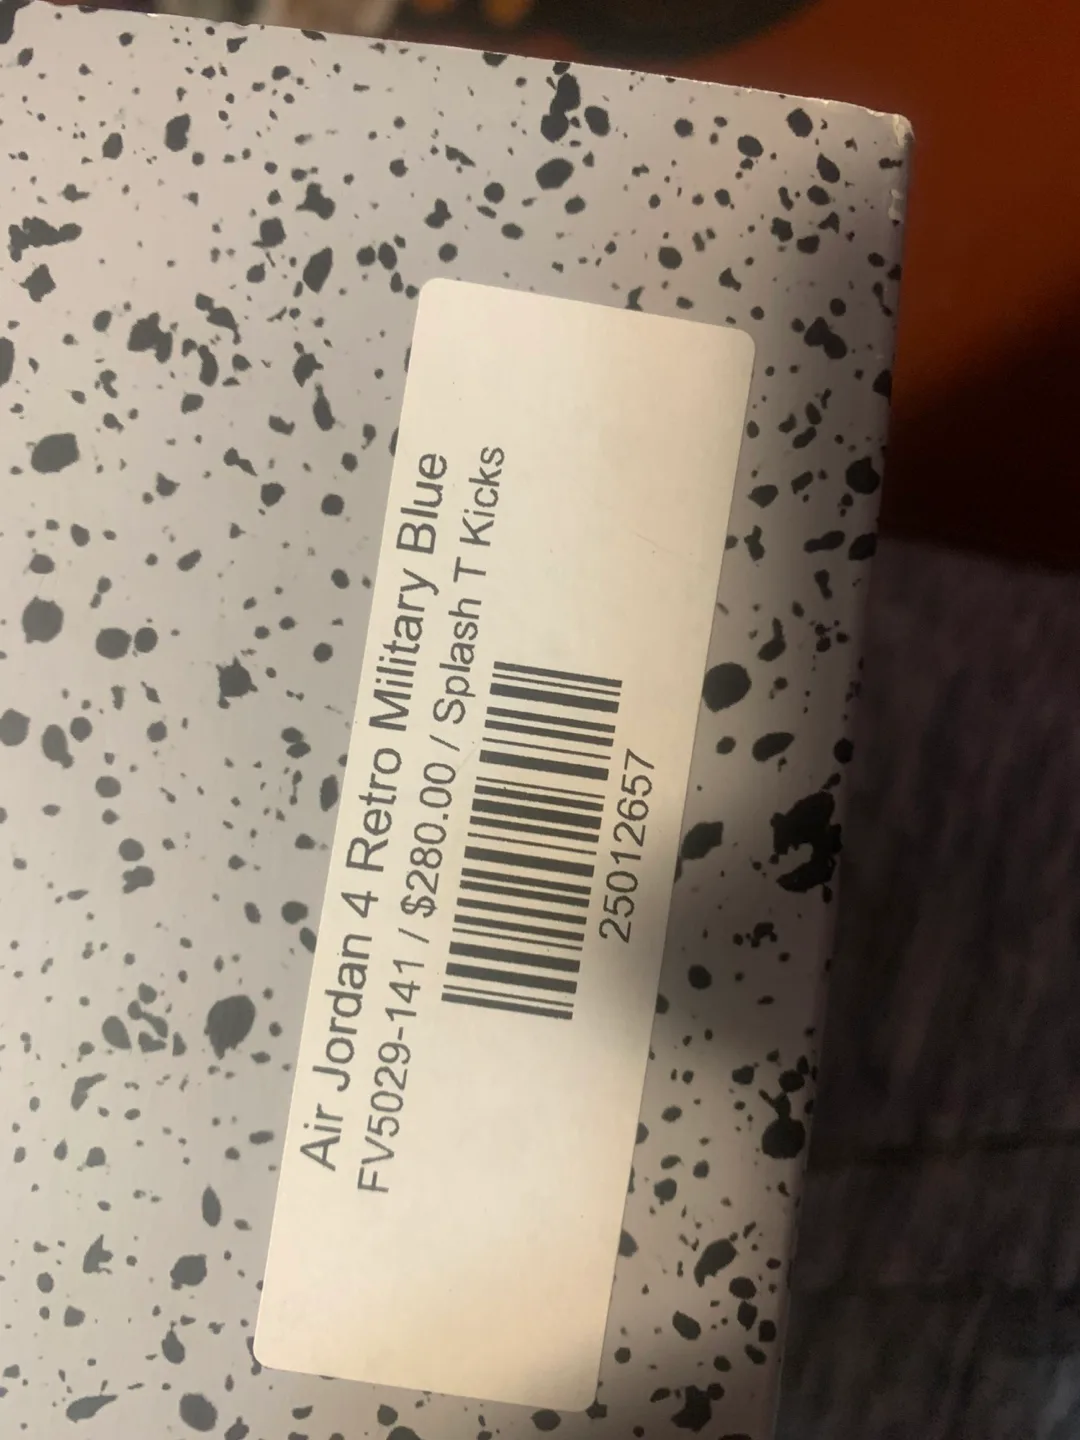 Air Jordan 4 Retro Military Blue
FV5029-141 / $280.00 / Splash T Kicks
25012657